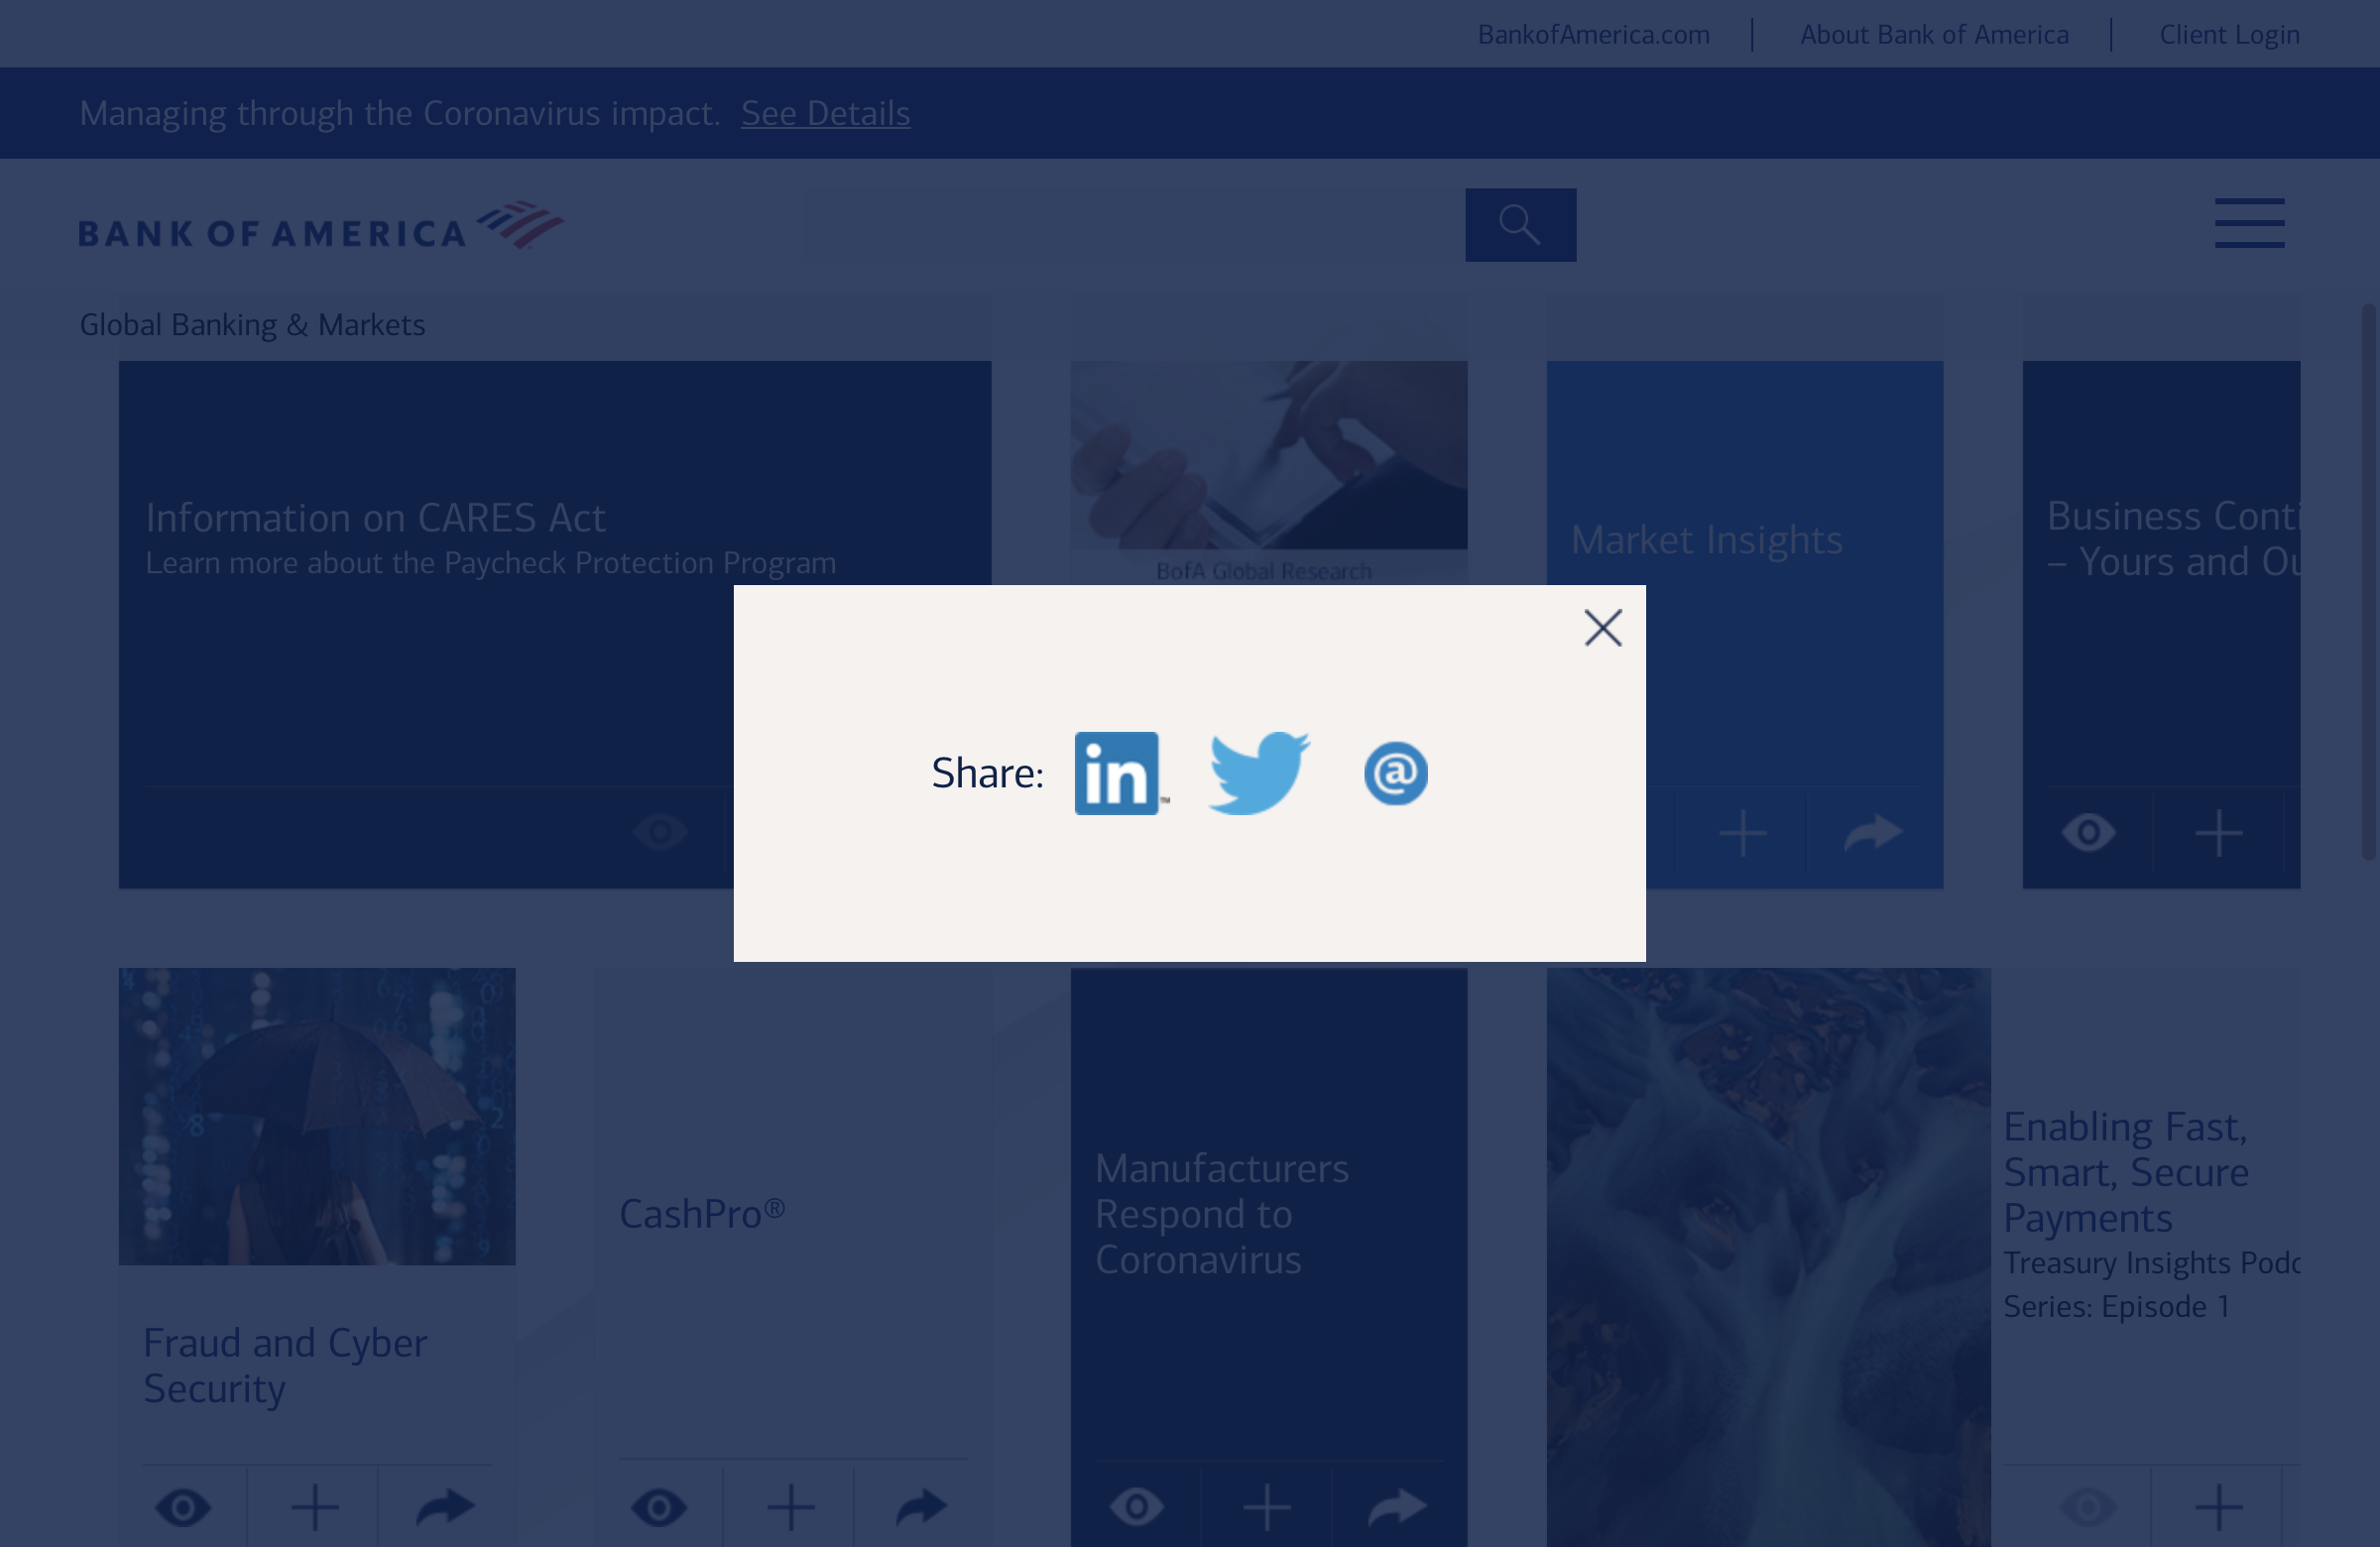 BankofAmerica.com
About Bank of America
Client Login
Managing through the Coronavirus impact. See Details
BANK OF AMERICA
Global Banking & Markets
Information on CARES Act
Learn more about the Paycheck Protection Program
BofA Global Research
Market Insights
Business Conti
– Yours and Ou
Share:
in
@
Fraud and Cyber
Security
CashPro®
Manufacturers
Respond to
Coronavirus
Enabling Fast,
Smart, Secure
Payments
Treasury Insights Podc
Series: Episode 1